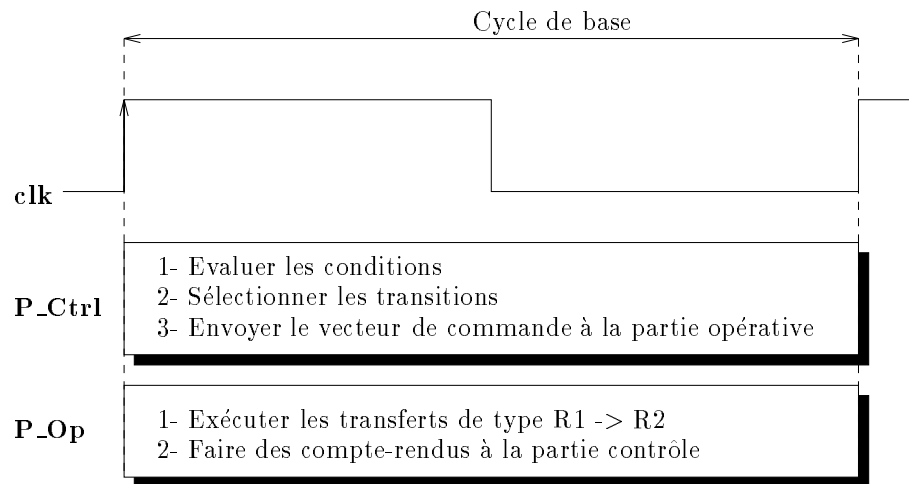 Cycle de base
clk
P_Ctrl
1- Evaluer les conditions
2- Sélectionner les transitions
3- Envoyer le vecteur de commande à la partie opérative
P_Op
1- Exécuter les transferts de type R1 -> R2
2- Faire des compte-rendus à la partie contrôle